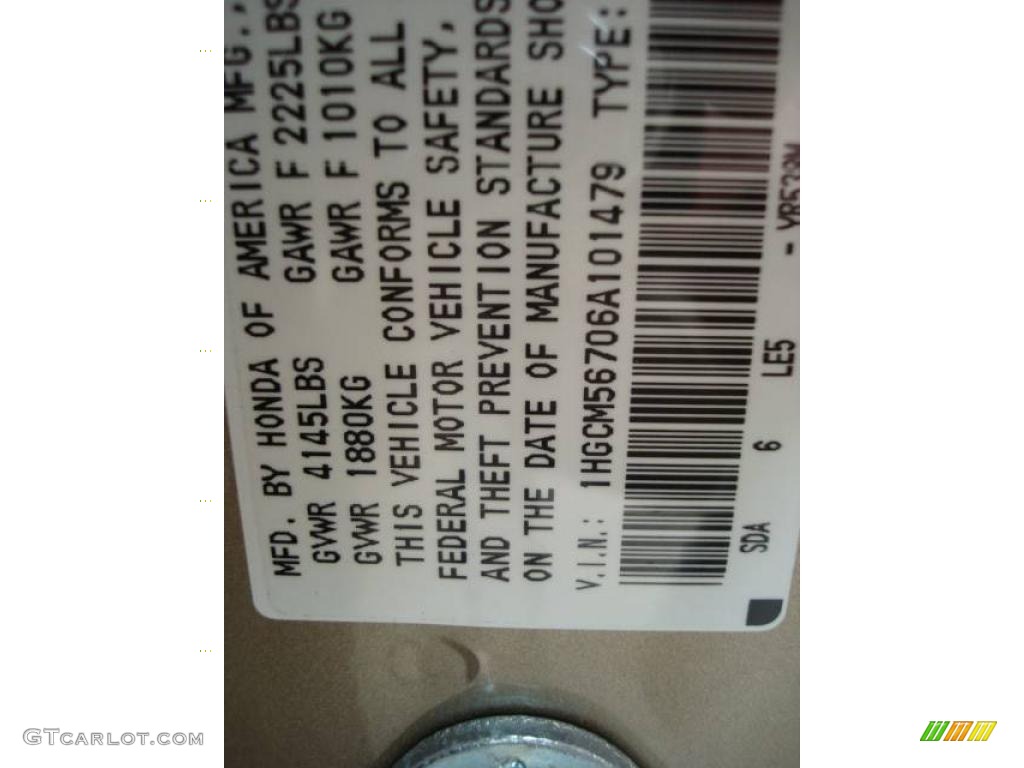 MFD. BY HONDA OF AMERICA MFG.,
GVWR 4145LBS GAWR F 2225LBS
GVWR 1880KG GAWR F 1010KG
THIS VEHICLE CONFORMS TO ALL
FEDERAL MOTOR VEHICLE SAFETY,
AND THEFT PREVENTION STANDARDS
ON THE DATE OF MANUFACTURE SHO
V.I.N.: 1HGCM56706A101479 TYPE:
SDA 6 LE5 - YR539M
GTCARLOT.COM